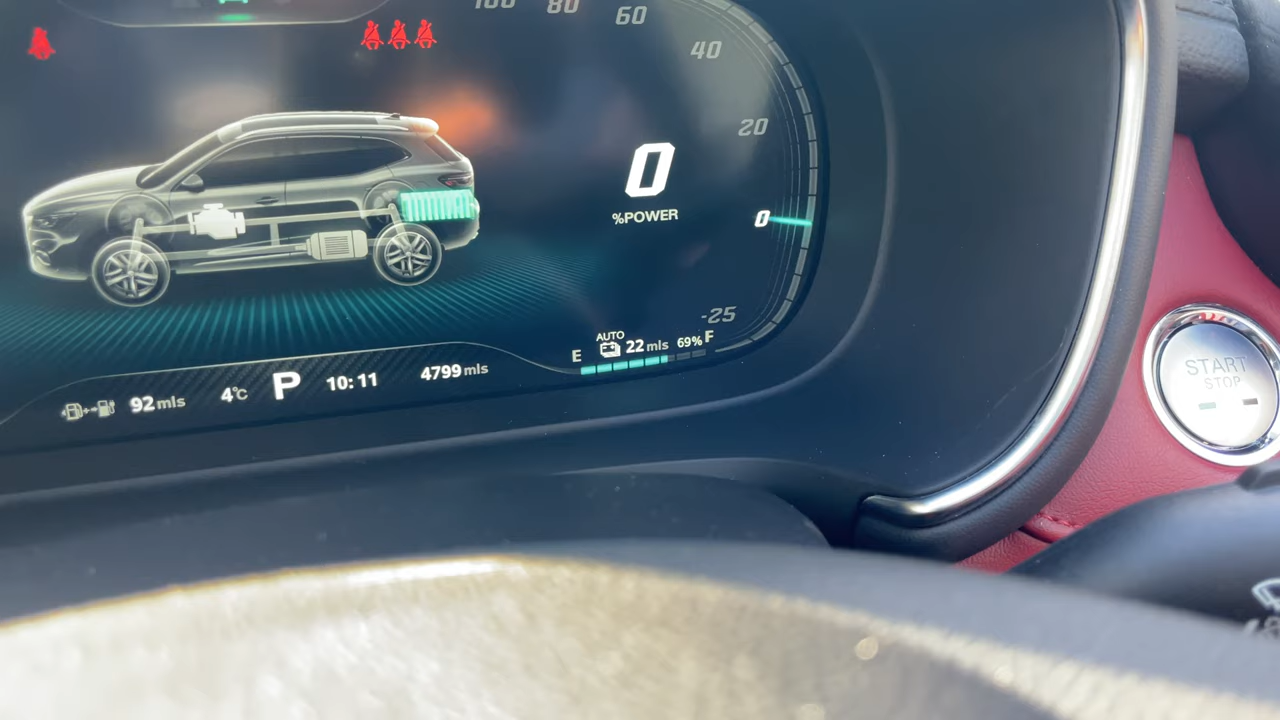 100 80 60
40
20
0
%POWER
0
-25
AUTO
E 22 mls 69% F
92 mls 4°C P 10:11 4799 mls
START
STOP